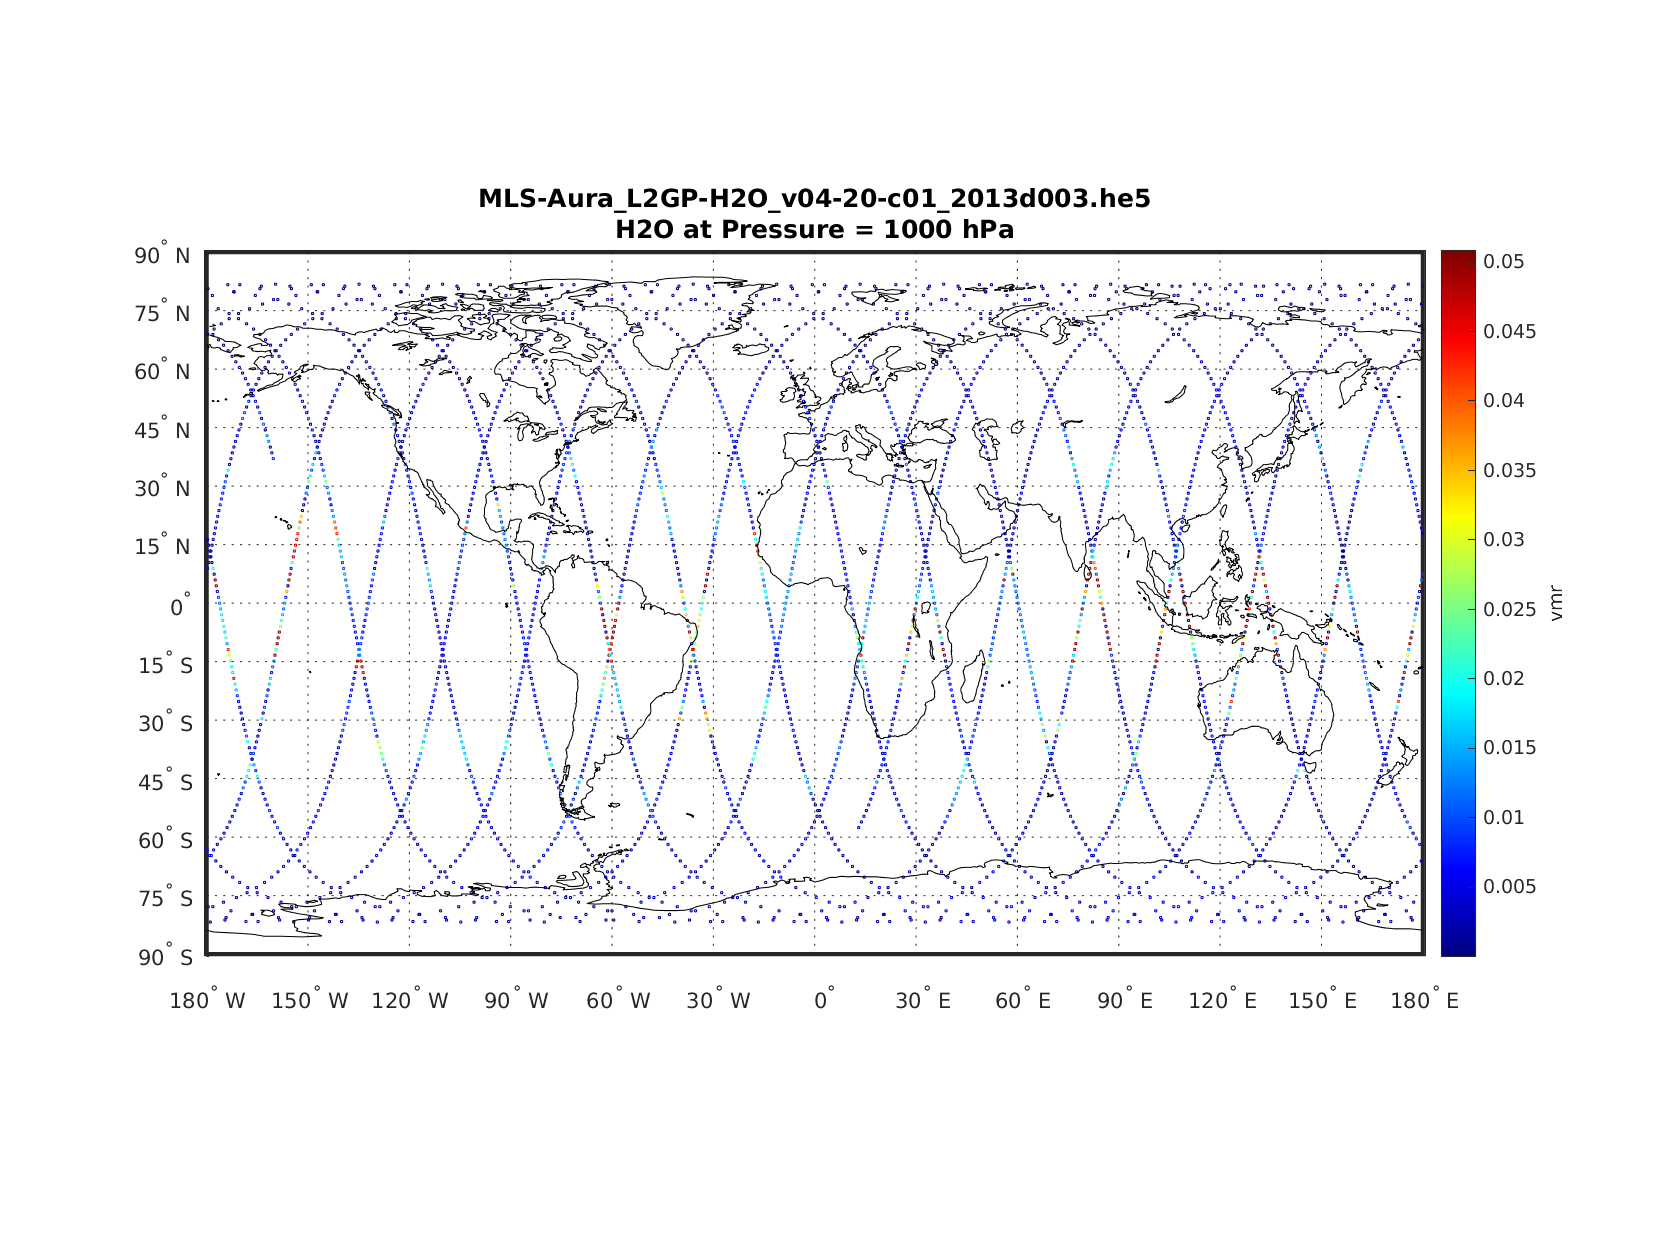 MLS-Aura_L2GP-H2O_v04-20-c01_2013d003.he5
H2O at Pressure = 1000 hPa
90° N
75° N
60° N
45° N
30° N
15° N
0°
15° S
30° S
45° S
60° S
75° S
90° S
180° W 150° W 120° W 90° W 60° W 30° W 0° 30° E 60° E 90° E 120° E 150° E 180° E
0.05
0.045
0.04
0.035
0.03
0.025
0.02
0.015
0.01
0.005
vmr